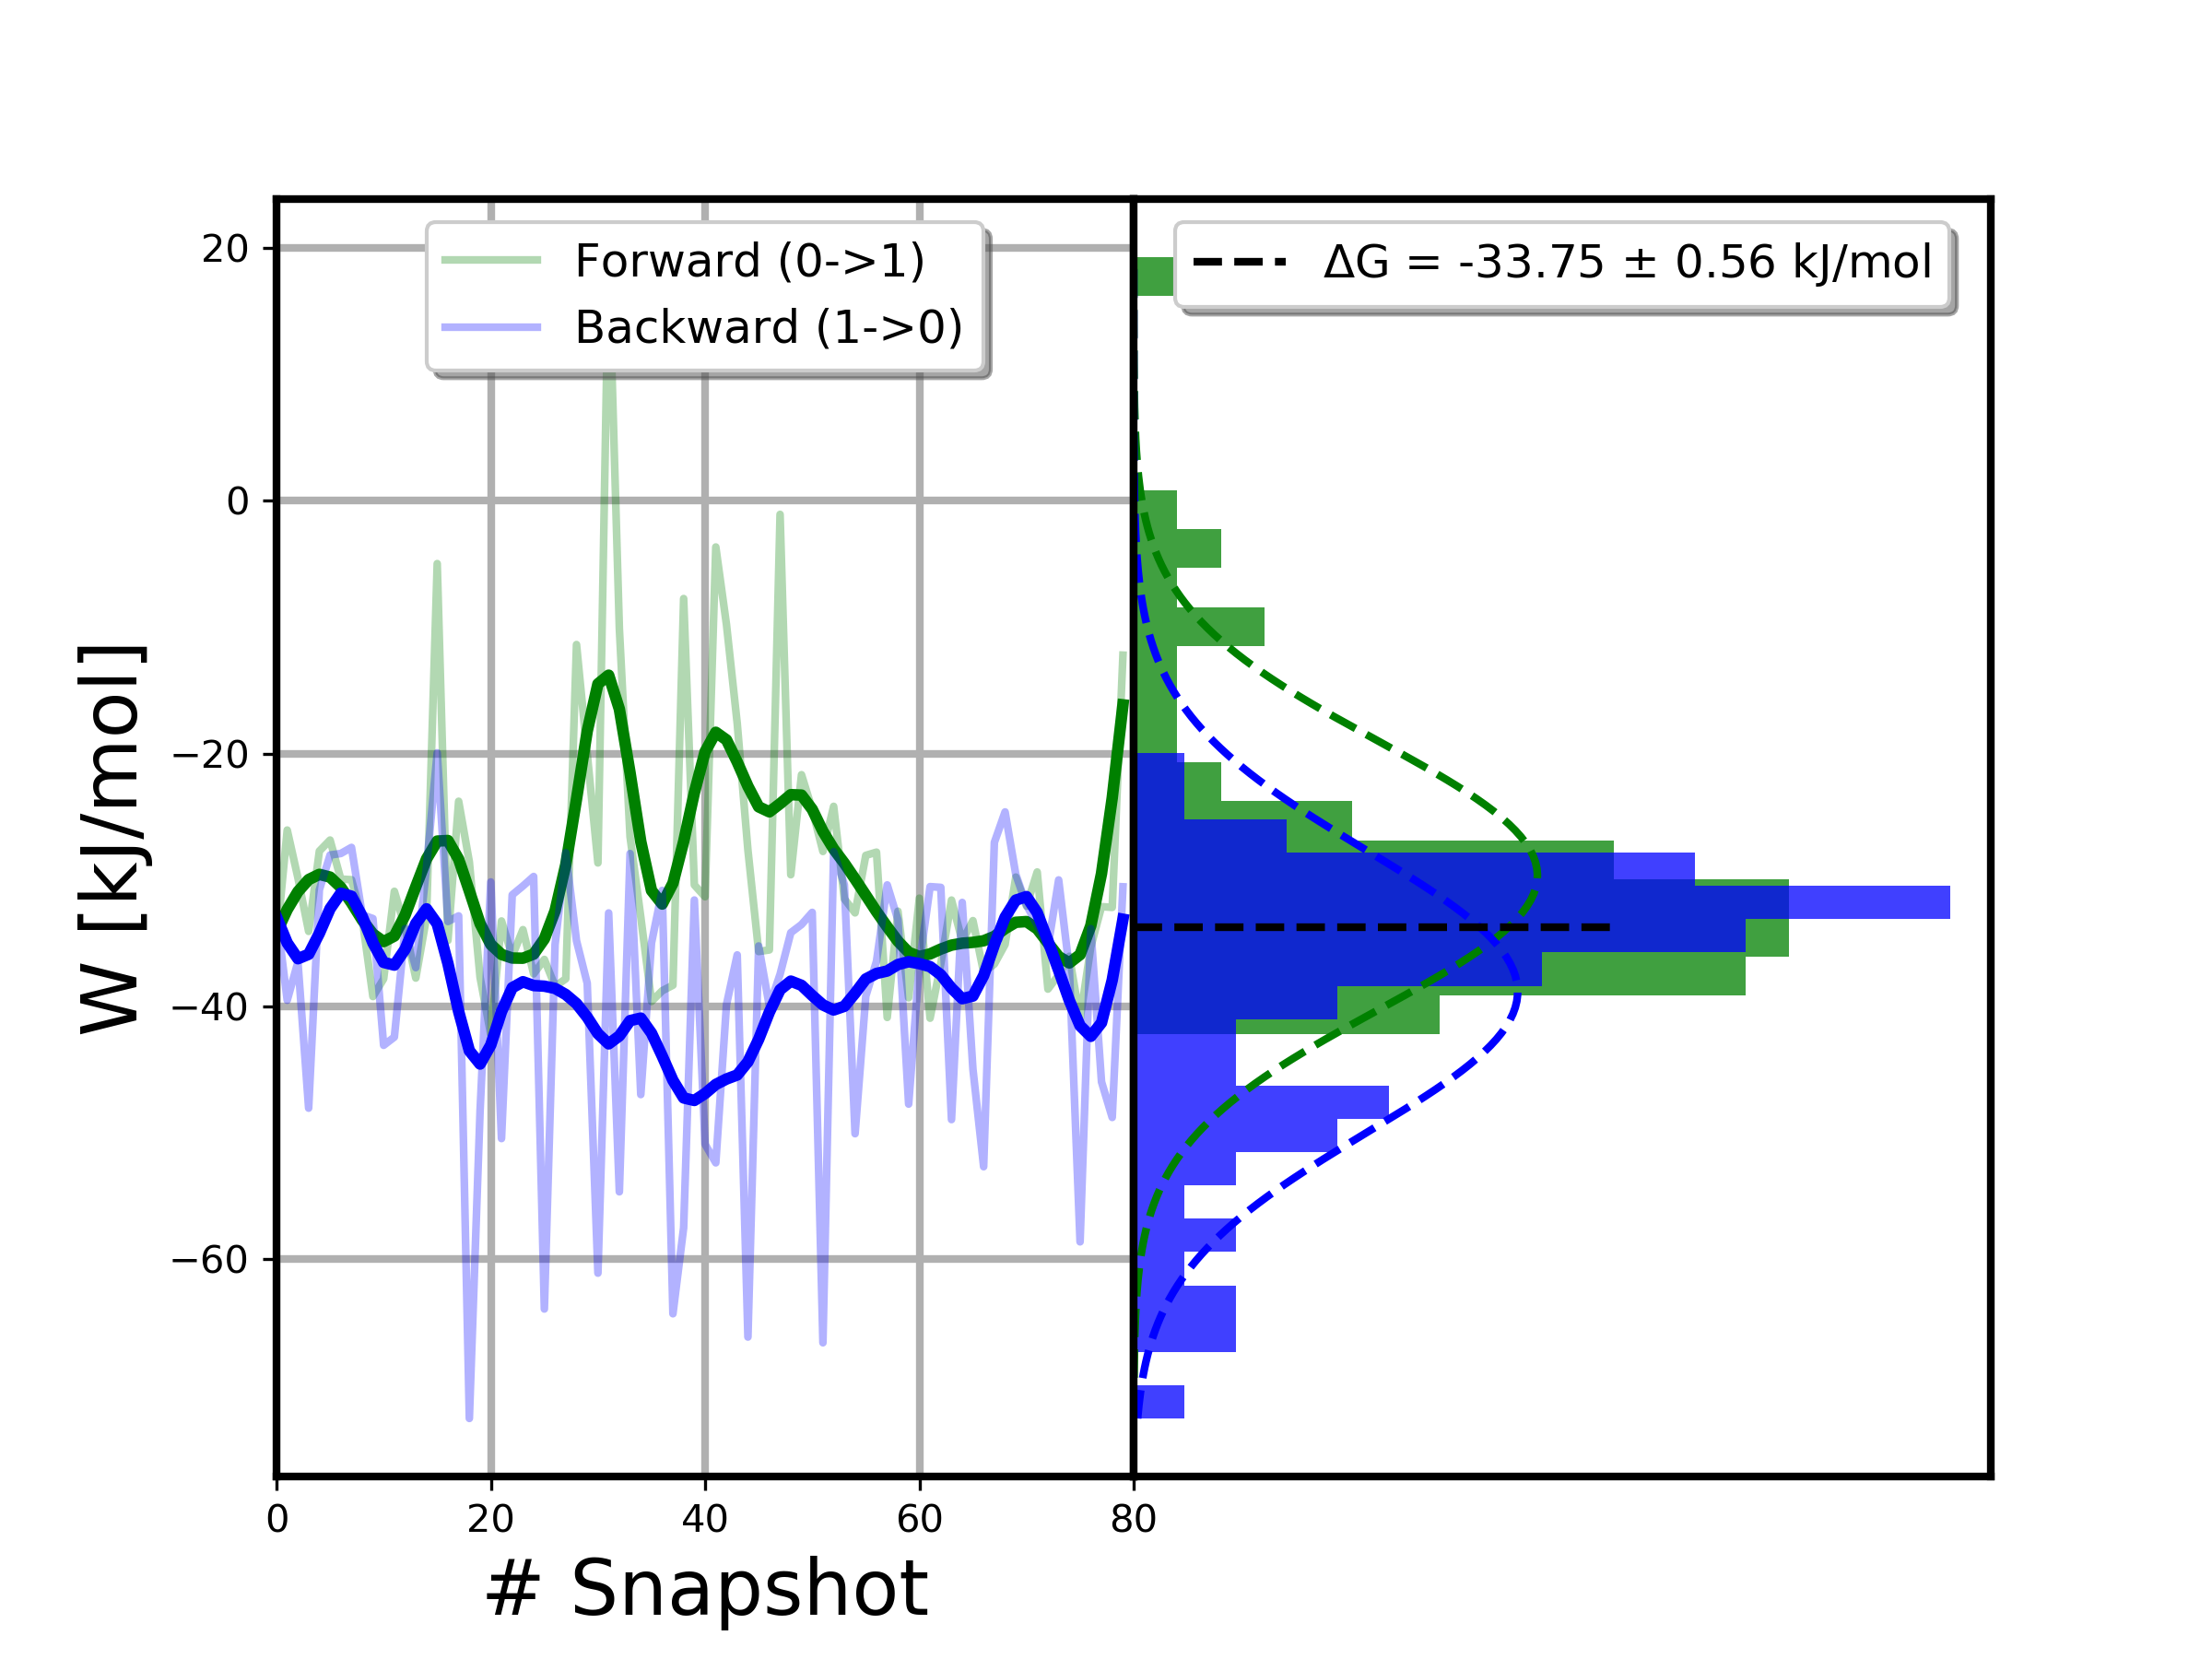 Forward (0->1)
Backward (1->0)
ΔG = -33.75 ± 0.56 kJ/mol
W [kJ/mol]
20
0
−20
−40
−60
0 20 40 60 80
# Snapshot